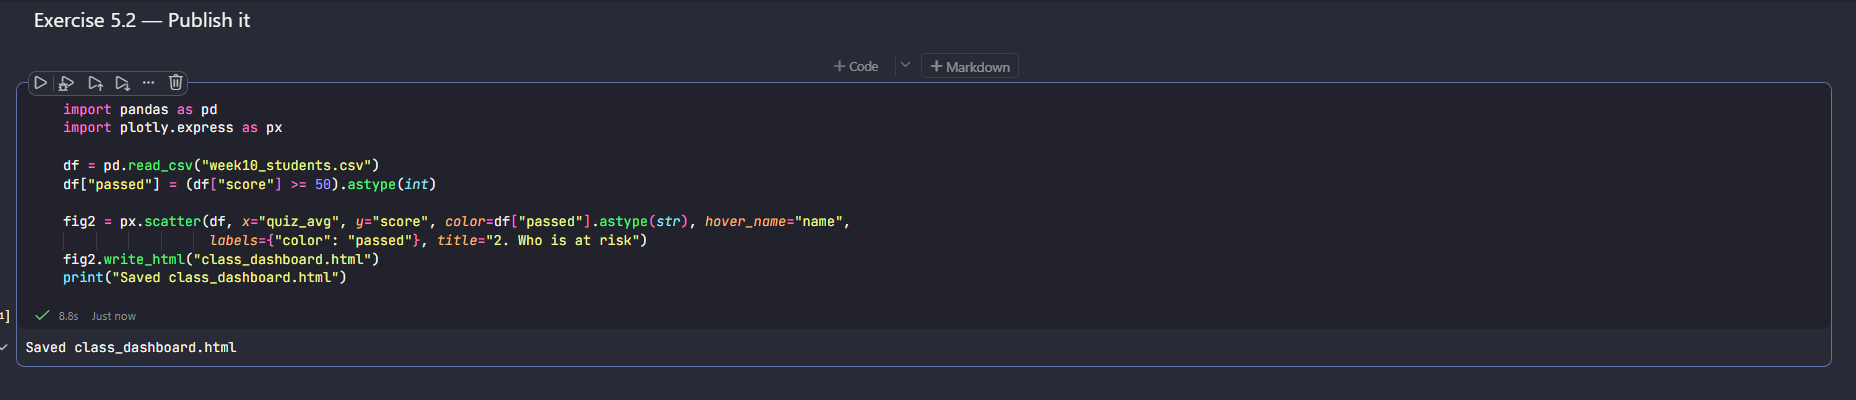 Exercise 5.2 — Publish it
+ Code
+ Markdown
import pandas as pd
import plotly.express as px
df = pd.read_csv("week10_students.csv")
df["passed"] = (df["score"] >= 50).astype(int)
fig2 = px.scatter(df, x="quiz_avg", y="score", color=df["passed"].astype(str), hover_name="name",
labels={"color": "passed"}, title="2. Who is at risk")
fig2.write_html("class_dashboard.html")
print("Saved class_dashboard.html")
1]
8.8s Just now
Saved class_dashboard.html